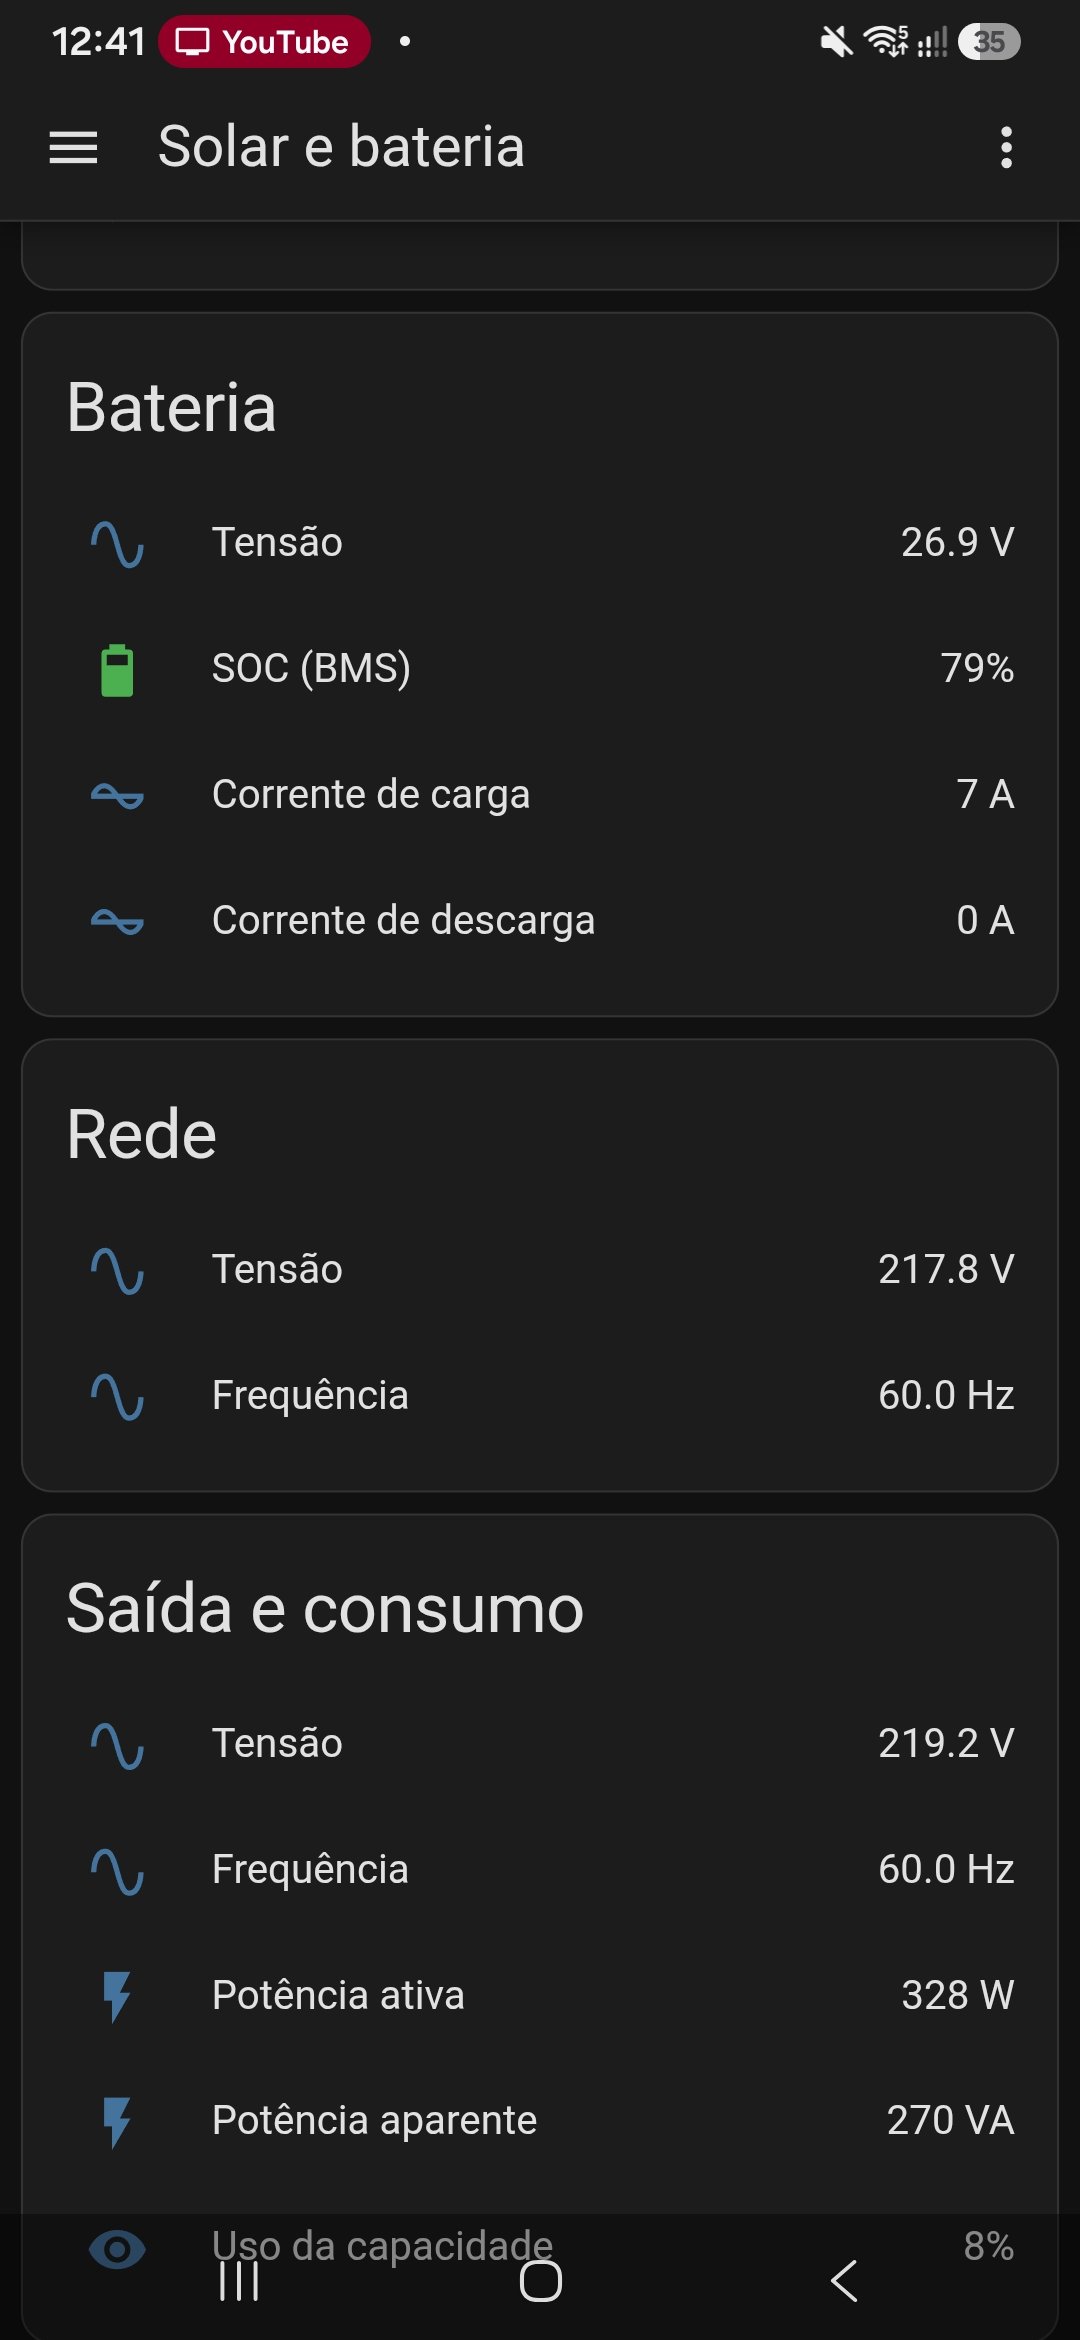 12:41 YouTube 5 35
Solar e bateria
Bateria
Tensão 26.9 V
SOC (BMS) 79%
Corrente de carga 7 A
Corrente de descarga 0 A
Rede
Tensão 217.8 V
Frequência 60.0 Hz
Saída e consumo
Tensão 219.2 V
Frequência 60.0 Hz
Potência ativa 328 W
Potência aparente 270 VA
Uso da capacidade 8%